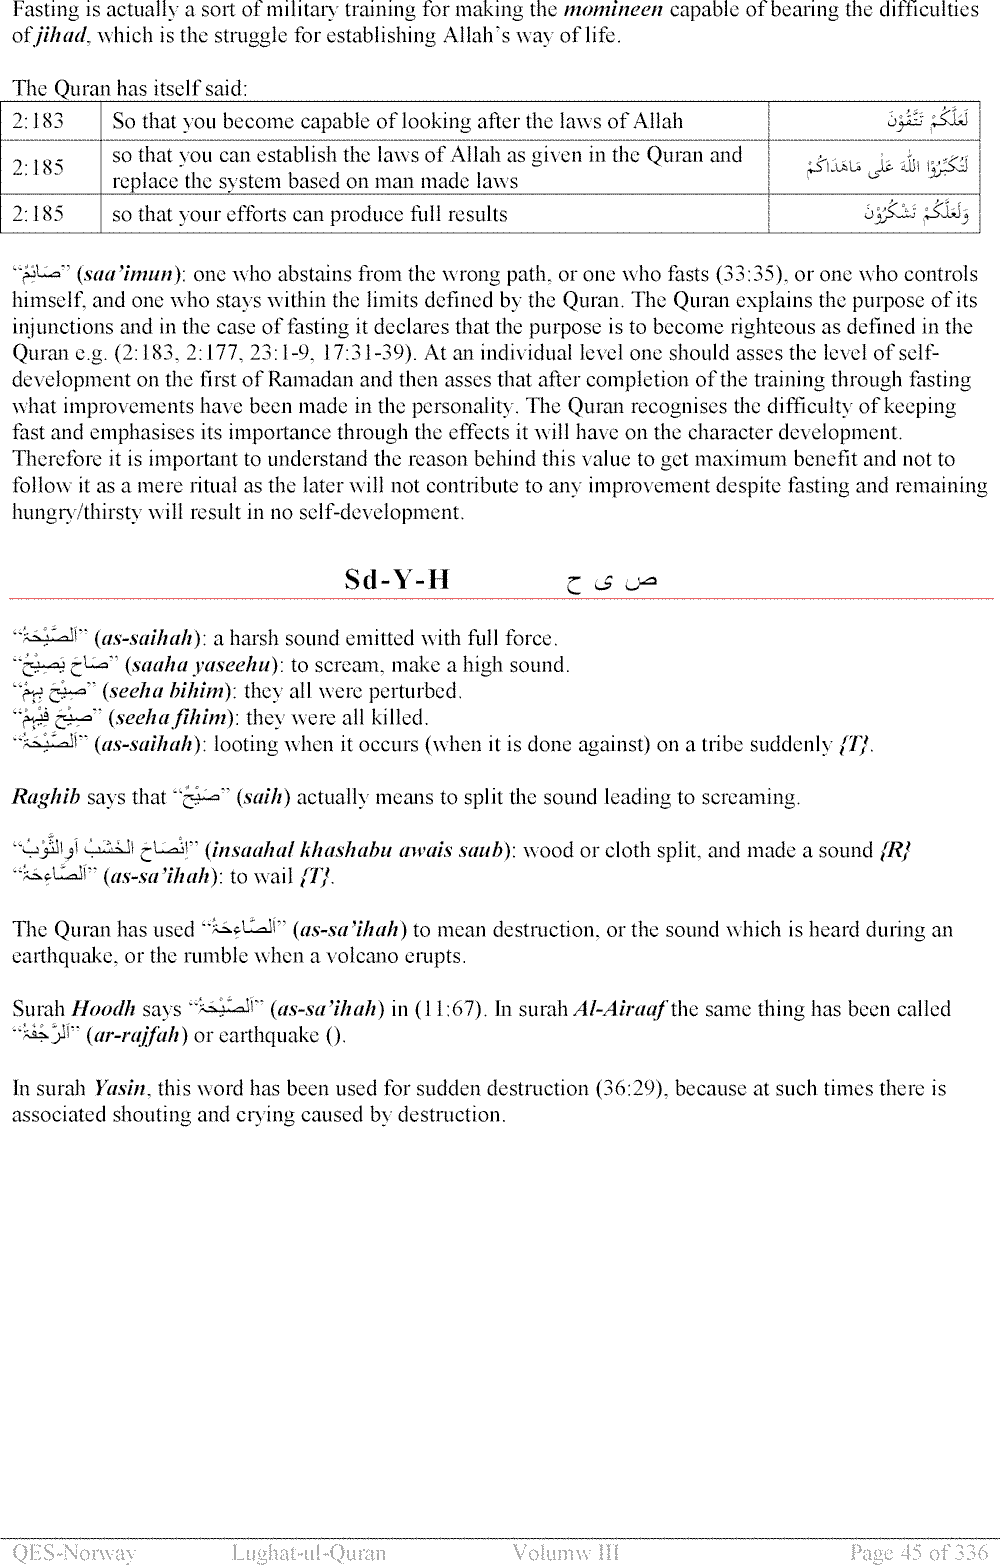 Fasting is actually a sort of military training for making the momineen capable of bearing the difficulties
of jihad, which is the struggle for establishing Allah's way of life.
The Quran has itself said:
2:183 So that you become capable of looking after the laws of Allah لَعَلَّكُمْ تَتَّقُوْنَ
2:185 so that you can establish the laws of Allah as given in the Quran and
replace the system based on man made laws لَتُكَبِّرُوْا اللّٰهَ عَلٰى مَاهَدَاكُمْ
2:185 so that your efforts can produce full results وَلَعَلَّكُمْ تَشْكُرُوْنَ
“صَائِمٌ” (saa'imun): one who abstains from the wrong path, or one who fasts (33:35), or one who controls
himself, and one who stays within the limits defined by the Quran. The Quran explains the purpose of its
injunctions and in the case of fasting it declares that the purpose is to become righteous as defined in the
Quran e.g. (2:183, 2:177, 23:1-9, 17:31-39). At an individual level one should asses the level of self-
development on the first of Ramadan and then asses that after completion of the training through fasting
what improvements have been made in the personality. The Quran recognises the difficulty of keeping
fast and emphasises its importance through the effects it will have on the character development.
Therefore it is important to understand the reason behind this value to get maximum benefit and not to
follow it as a mere ritual as the later will not contribute to any improvement despite fasting and remaining
hungry/thirsty will result in no self-development.
Sd-Y-H ص ى ح
“اَلصَّيْحَةُ” (as-saihah): a harsh sound emitted with full force.
“صَاحَ يَصِيْحُ” (saaha yaseehu): to scream, make a high sound.
“صِيْحَ بِهِمْ” (seeha bihim): they all were perturbed.
“صِيْحَ فِيْهِمْ” (seeha fihim): they were all killed.
“اَلصَّيْحَةُ” (as-saihah): looting when it occurs (when it is done against) on a tribe suddenly {T}.
Raghib says that “صَيْحٌ” (saih) actually means to split the sound leading to screaming.
“اِنْصَاحَ الْخَشَبُ اَوِالثَّوْبُ” (insaahal khashabu awais saub): wood or cloth split, and made a sound {R}
“اَلصَّاءِحَةُ” (as-sa'ihah): to wail {T}.
The Quran has used “اَلصَّاءِحَةُ” (as-sa'ihah) to mean destruction, or the sound which is heard during an
earthquake, or the rumble when a volcano erupts.
Surah Hoodh says “اَلصَّيْحَةُ” (as-sa'ihah) in (11:67). In surah Al-Airaaf the same thing has been called
“اَلرَّجْفَةُ” (ar-rajfah) or earthquake ().
In surah Yasin, this word has been used for sudden destruction (36:29), because at such times there is
associated shouting and crying caused by destruction.
QES-Norway Lughat-ul-Quran Volumw III Page 45 of 336